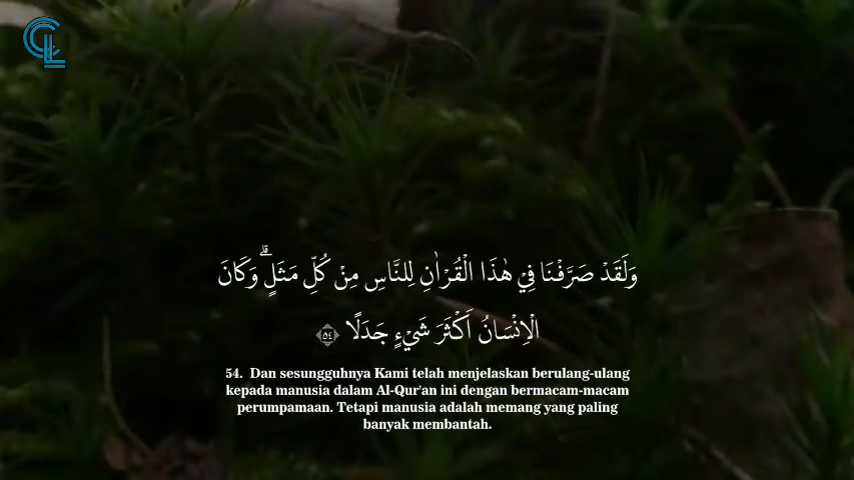 وَلَقَدْ صَرَّفْنَا فِيْ هٰذَا الْقُرْاٰنِ لِلنَّاسِ مِنْ كُلِّ مَثَلٍۗ وَكَانَ
الْاِنْسَانُ اَكْثَرَ شَيْءٍ جَدَلًا ٥٤
54. Dan sesungguhnya Kami telah menjelaskan berulang-ulang
kepada manusia dalam Al-Qur'an ini dengan bermacam-macam
perumpamaan. Tetapi manusia adalah memang yang paling
banyak membantah.